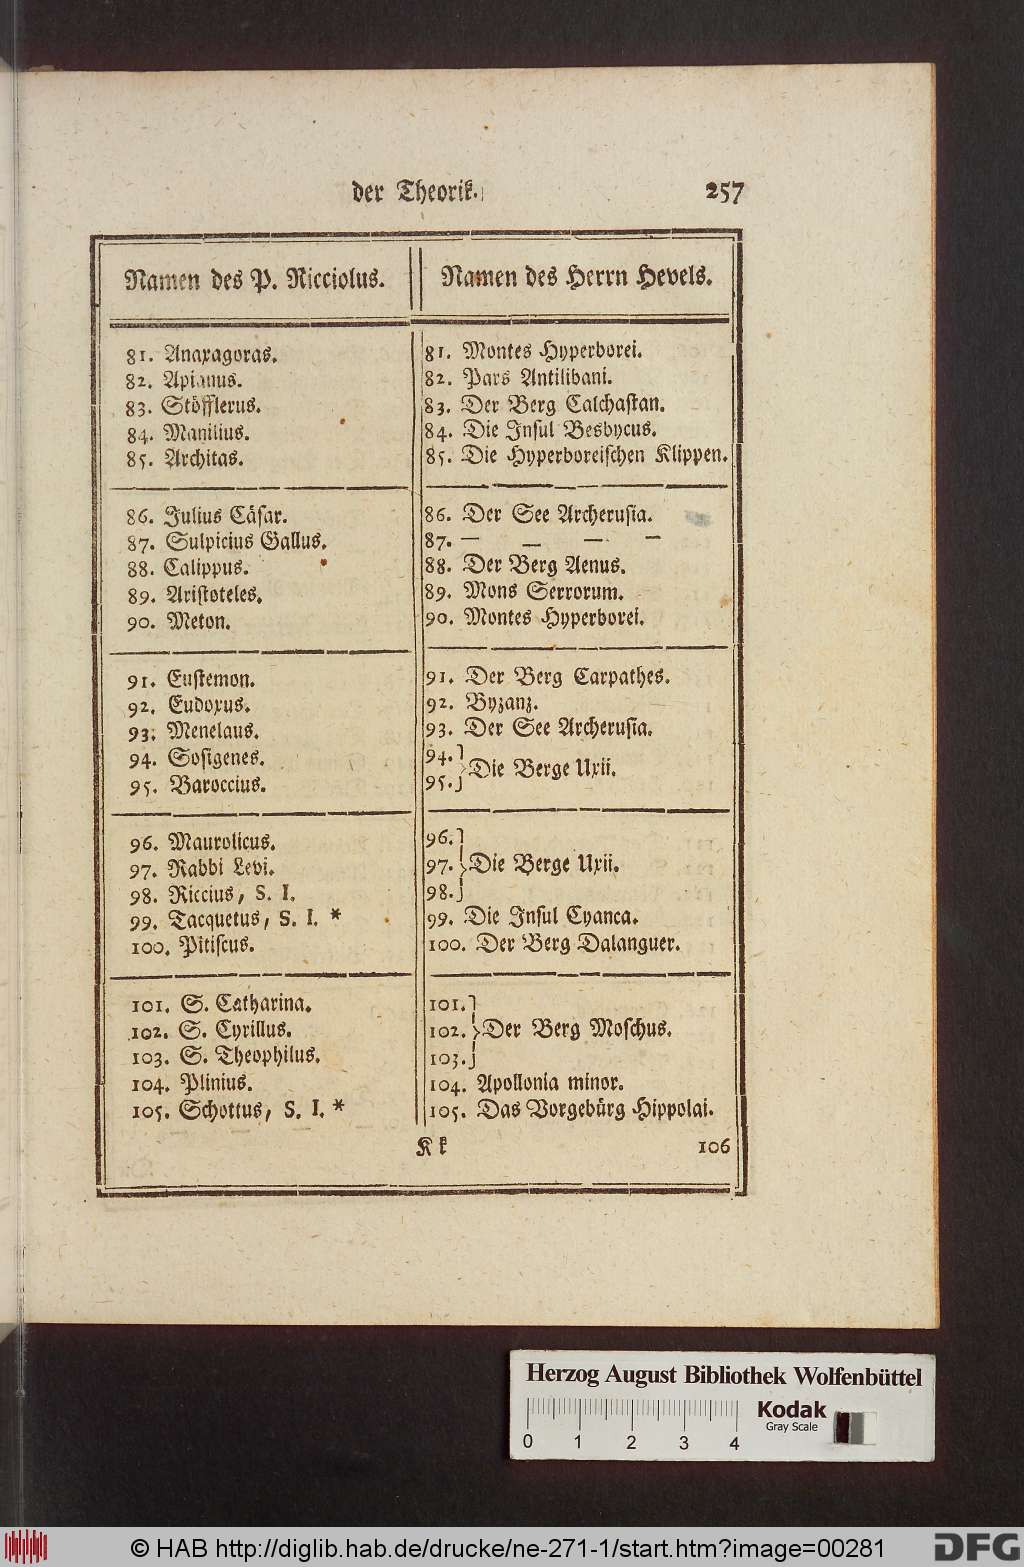 der Theorik. 257
Namen des P. Ricciolus. Namen des Herrn Hevels.
81. Anaxagoras. 81. Montes Hyperborei.
82. Apianus. 82. Pars Antilibani.
83. Stöfflerus. 83. Der Berg Calchastan.
84. Manilius. 84. Die Insul Besbycus.
85. Architas. 85. Die Hyperboreischen Klippen.
86. Julius Cäsar. 86. Der See Archerusia.
87. Sulpicius Gallus. 87. — — — —
88. Calippus. 88. Der Berg Aenus.
89. Aristoteles. 89. Mons Serrorum.
90. Meton. 90. Montes Hyperborei.
91. Eustemon. 91. Der Berg Carpathes.
92. Eudoxus. 92. Byzanz.
93. Menelaus. 93. Der See Archerusia.
94. Sosigenes. 94.
95. Baroccius. 95. } Die Berge Uxii.
96. Maurolicus. 96.
97. Rabbi Levi. 97. } Die Berge Uxii.
98. Riccius, S. I. 98.
99. Tacquetus, S. I. * 99. Die Insul Cyanca.
100. Pitiscus. 100. Der Berg Dalanguer.
101. S. Catharina. 101.
102. S. Cyrillus. 102. } Der Berg Moschus.
103. S. Theophilus. 103.
104. Plinius. 104. Apollonia minor.
105. Schottus, S. I. * 105. Das Vorgebürg Hippolai.
K k 106
Herzog August Bibliothek Wolfenbüttel
0 1 2 3 4
Kodak
Gray Scale
© HAB http://diglib.hab.de/drucke/ne-271-1/start.htm?image=00281
DFG